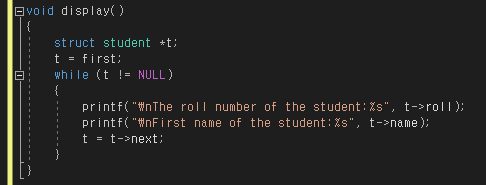 void display()
{
struct student *t;
t = first;
while (t != NULL)
{
printf("₩nThe roll number of the student:%s", t->roll);
printf("₩nFirst name of the student:%s", t->name);
t = t->next;
}
}